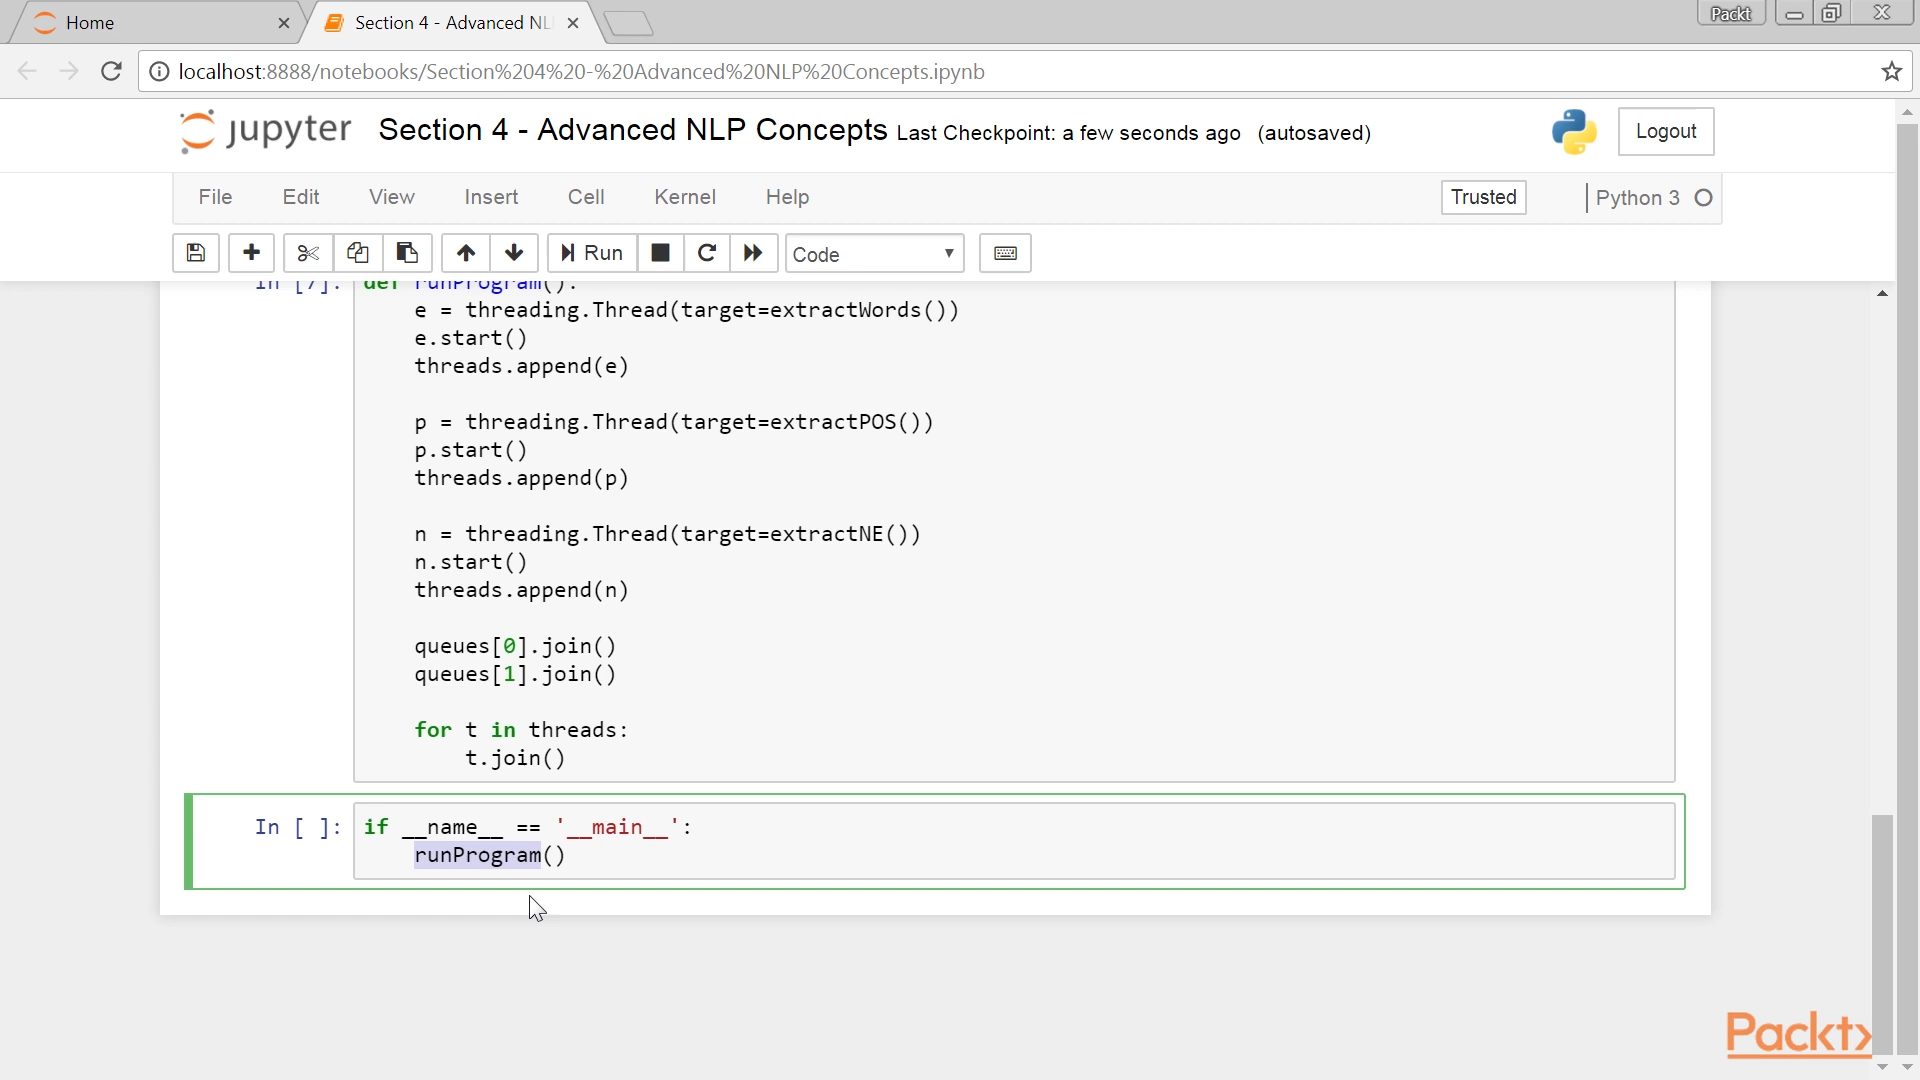 Home
Section 4 - Advanced NL
Packt
localhost:8888/notebooks/Section%204%20-%20Advanced%20NLP%20Concepts.ipynb
jupyter Section 4 - Advanced NLP Concepts Last Checkpoint: a few seconds ago (autosaved)
Logout
File Edit View Insert Cell Kernel Help
Trusted
Python 3
Run
Code
In [7]: def runProgram():
e = threading.Thread(target=extractWords())
e.start()
threads.append(e)
p = threading.Thread(target=extractPOS())
p.start()
threads.append(p)
n = threading.Thread(target=extractNE())
n.start()
threads.append(n)
queues[0].join()
queues[1].join()
for t in threads:
t.join()
In [ ]: if __name__ == '__main__':
runProgram()
Packt